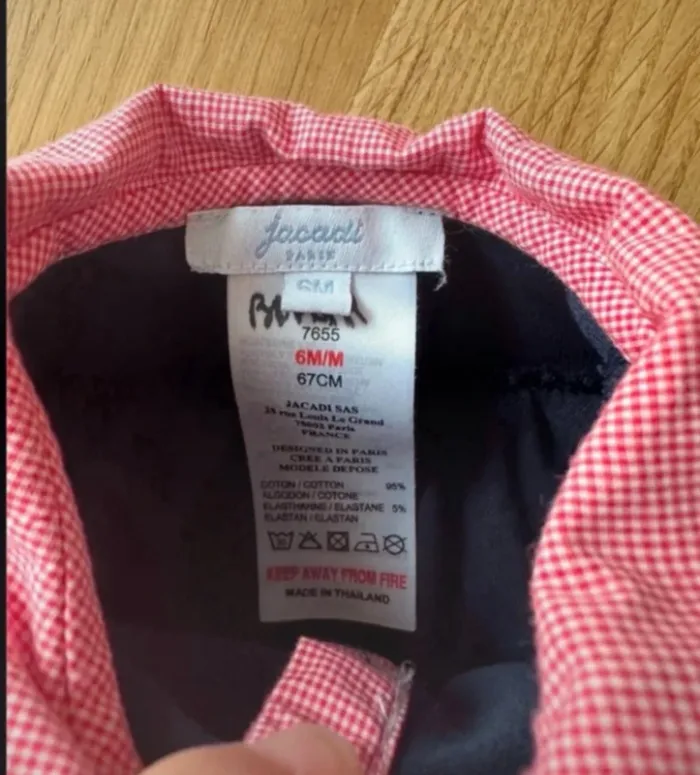 jacadi
PARIS
6M
7655
6M/M
67CM
JACADI SAS
28 rue Louis Le Grand
75002 Paris
FRANCE
DESIGNED IN PARIS
CREE A PARIS
MODELE DEPOSE
COTON / COTTON 95%
ALGODON / COTONE
ELASTHANNE / ELASTANE 5%
ELASTAN / ELASTAN
KEEP AWAY FROM FIRE
MADE IN THAILAND